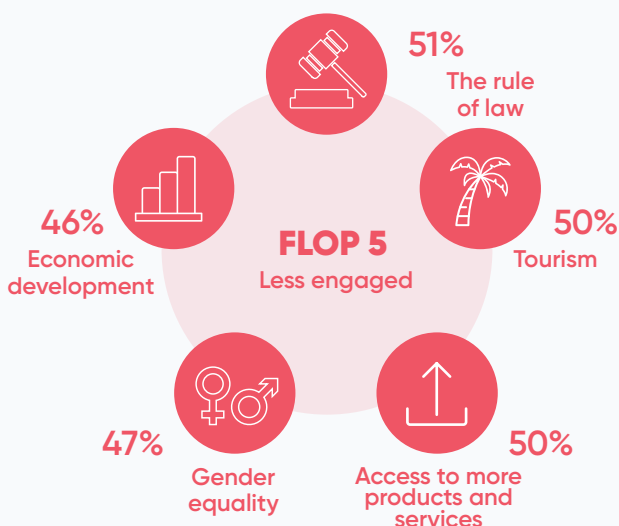 51%
The rule
of law
50%
Tourism
50%
Access to more
products and
services
47%
Gender
equality
46%
Economic
development
FLOP 5
Less engaged